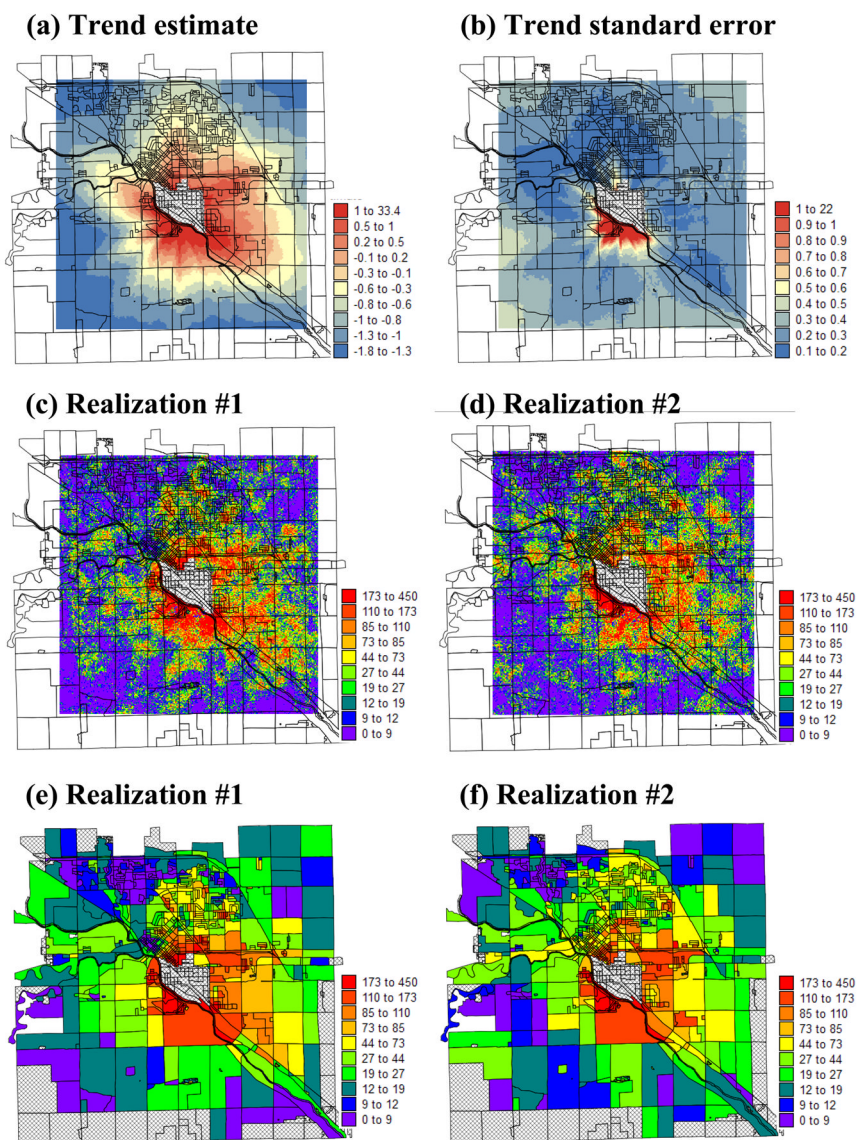 (a) Trend estimate
(b) Trend standard error
1 to 33.4
0.5 to 1
0.2 to 0.5
-0.1 to 0.2
-0.3 to -0.1
-0.6 to -0.3
-0.8 to -0.6
-1 to -0.8
-1.3 to -1
-1.8 to -1.3
1 to 22
0.9 to 1
0.8 to 0.9
0.7 to 0.8
0.6 to 0.7
0.5 to 0.6
0.4 to 0.5
0.3 to 0.4
0.2 to 0.3
0.1 to 0.2
(c) Realization #1
(d) Realization #2
173 to 450
110 to 173
85 to 110
73 to 85
44 to 73
27 to 44
19 to 27
12 to 19
9 to 12
0 to 9
173 to 450
110 to 173
85 to 110
73 to 85
44 to 73
27 to 44
19 to 27
12 to 19
9 to 12
0 to 9
(e) Realization #1
(f) Realization #2
173 to 450
110 to 173
85 to 110
73 to 85
44 to 73
27 to 44
19 to 27
12 to 19
9 to 12
0 to 9
173 to 450
110 to 173
85 to 110
73 to 85
44 to 73
27 to 44
19 to 27
12 to 19
9 to 12
0 to 9